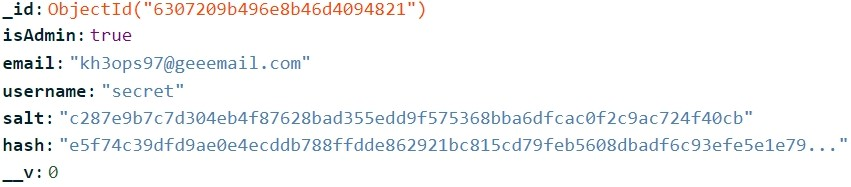 _id: ObjectId("6307209b496e8b46d4094821")
isAdmin: true
email: "kh3ops97@geeemail.com"
username: "secret"
salt: "c287e9b7c7d304eb4f87628bad355edd9f575368bba6dfcac0f2c9ac724f40cb"
hash: "e5f74c39dfd9ae0e4ecddb788ffdde862921bc815cd79feb5608dbadf6c93efe5e1e79..."
__v: 0